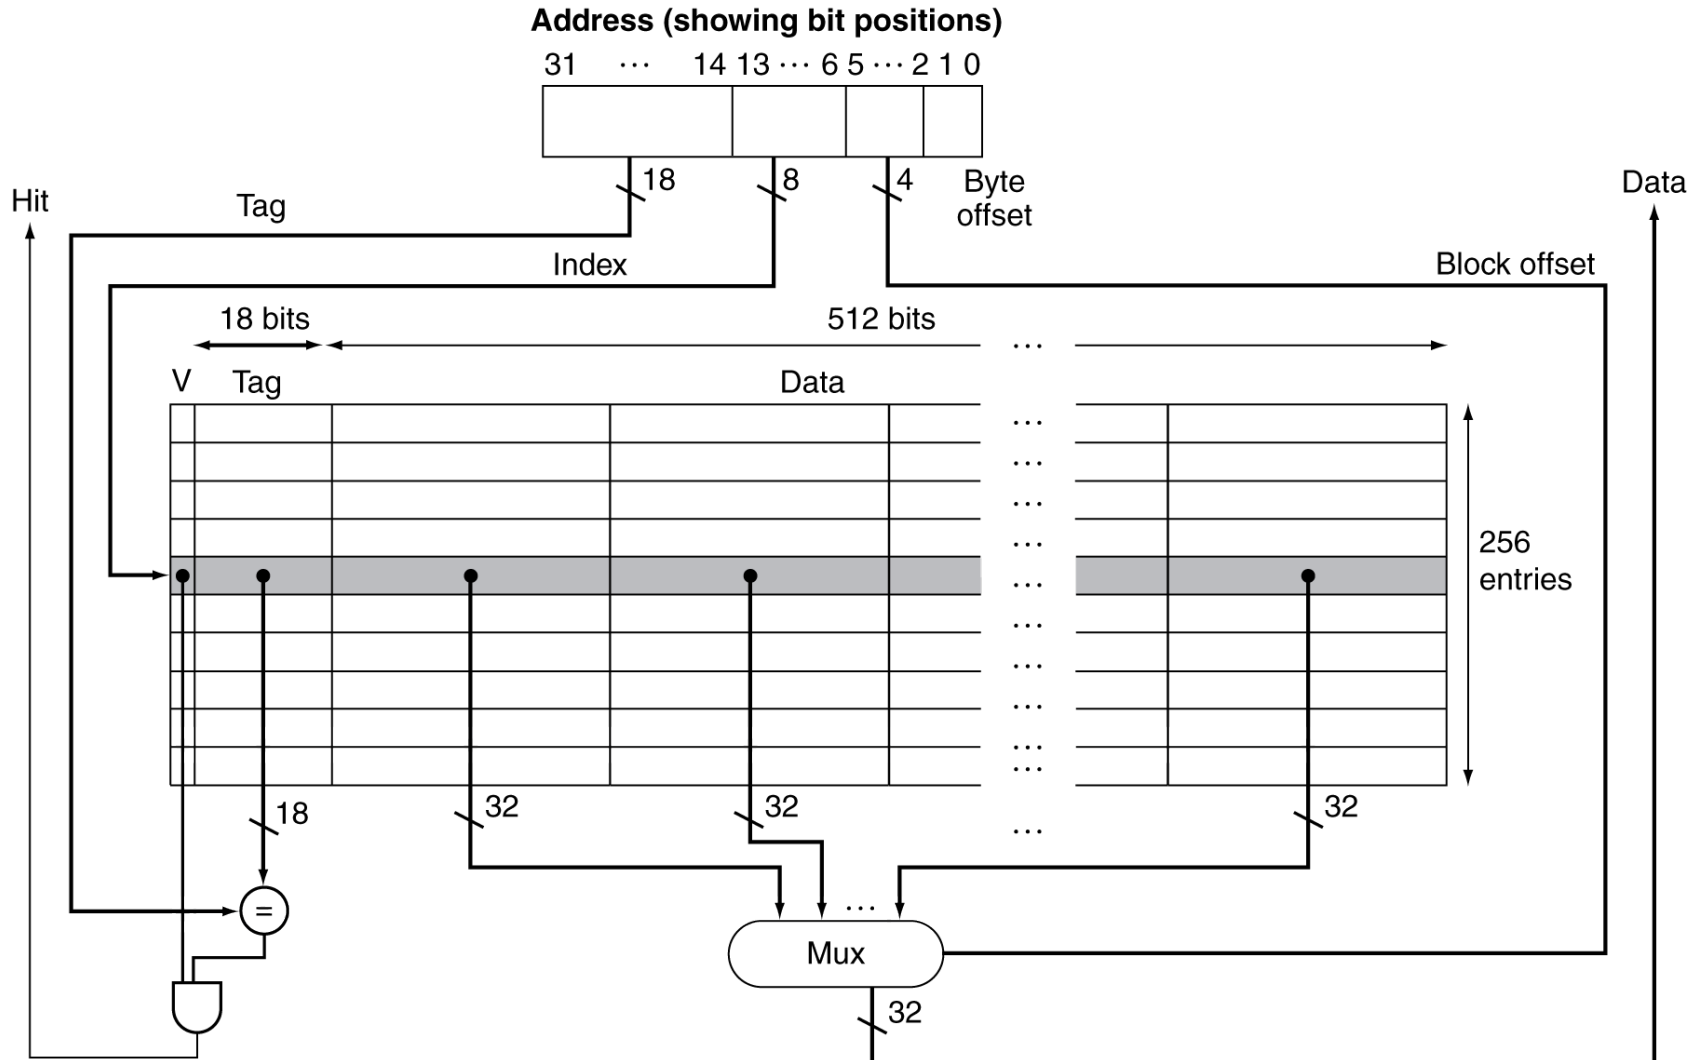 Address (showing bit positions)
31 ··· 14 13 ··· 6 5 ··· 2 1 0
18 8 4 Byte offset
Hit
Tag
Data
Index
Block offset
18 bits
512 bits
···
V Tag Data
···
···
···
···
···
···
···
···
···
···
256 entries
18 32 32 ··· 32
=
···
Mux
32